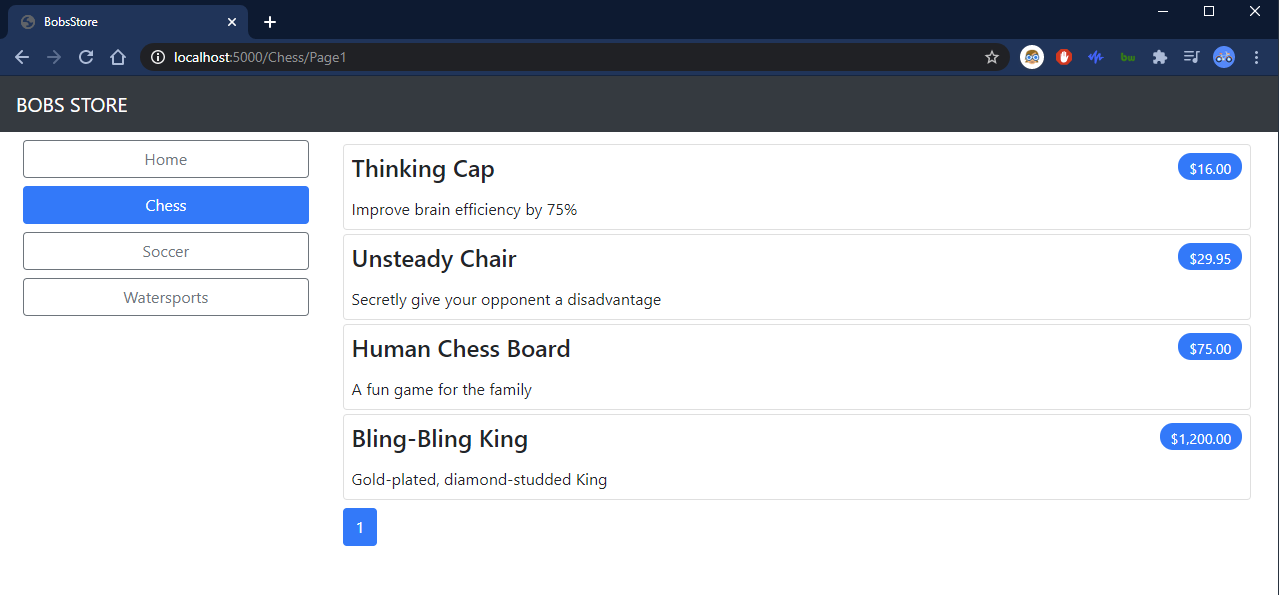 BobsStore
localhost:5000/Chess/Page1
bw
BOBS STORE
Home
Chess
Soccer
Watersports
Thinking Cap
$16.00
Improve brain efficiency by 75%
Unsteady Chair
$29.95
Secretly give your opponent a disadvantage
Human Chess Board
$75.00
A fun game for the family
Bling-Bling King
$1,200.00
Gold-plated, diamond-studded King
1